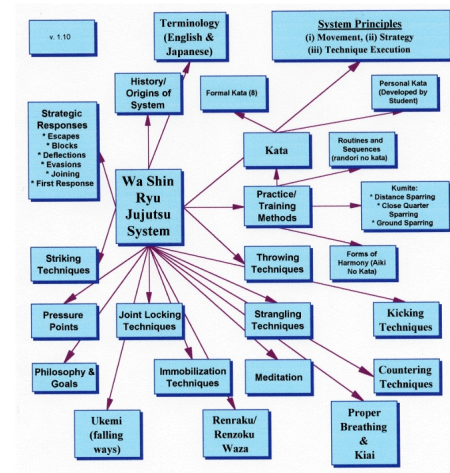 v. 1.10
Terminology
(English &
Japanese)
System Principles
(i) Movement, (ii) Strategy
(iii) Technique Execution
History/
Origins of
System
Formal Kata (8)
Personal Kata
(Developed by
Student)
Strategic
Responses
* Escapes
* Blocks
* Deflections
* Evasions
* Joining
* First Response
Kata
Routines and
Sequences
(randori no kata)
Wa Shin
Ryu
Jujutsu
System
Practice/
Training
Methods
Kumite:
* Distance Sparring
* Close Quarter
Sparring
* Ground Sparring
Striking
Techniques
Throwing
Techniques
Forms of
Harmony (Aiki
No Kata)
Pressure
Points
Joint Locking
Techniques
Strangling
Techniques
Kicking
Techniques
Philosophy &
Goals
Immobilization
Techniques
Meditation
Countering
Techniques
Ukemi
(falling
ways)
Renraku/
Renzoku
Waza
Proper
Breathing
&
Kiai